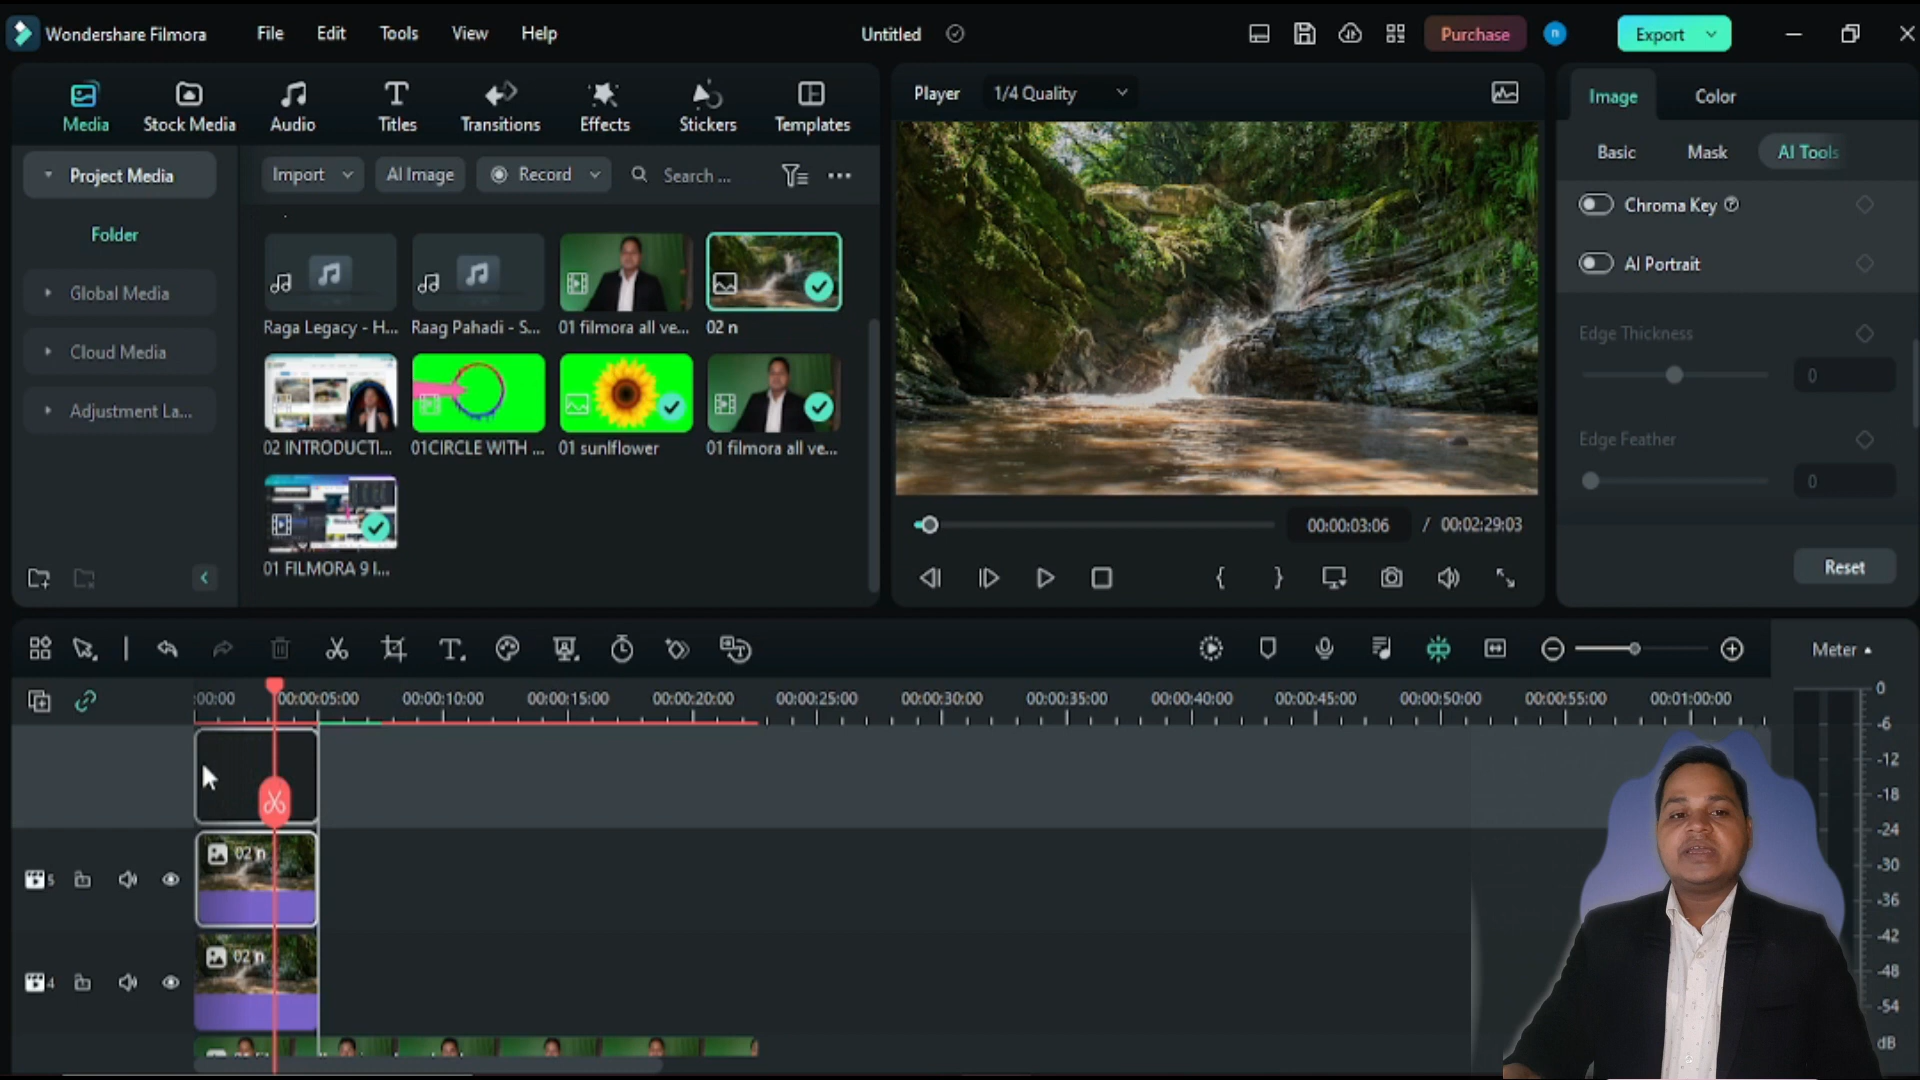 Wondershare Filmora
File
Edit
Tools
View
Help
Untitled
Purchase
n
Export
Media
Stock Media
Audio
Titles
Transitions
Effects
Stickers
Templates
Player
1/4 Quality
Image
Color
Basic
Mask
AI Tools
Project Media
Import
AI Image
Record
Search ...
Folder
Global Media
Cloud Media
Adjustment La...
Raga Legacy - H...
Raag Pahadi - S...
01 filmora all ve...
02 n
02 INTRODUCTI...
01CIRCLE WITH ...
01 sunlflower
01 filmora all ve...
01 FILMORA 9 I...
Chroma Key
AI Portrait
Edge Thickness
0
Edge Feather
0
Reset
00:00:03:06 / 00:02:29:03
Meter
:00:00
00:00:05:00
00:00:10:00
00:00:15:00
00:00:20:00
00:00:25:00
00:00:30:00
00:00:35:00
00:00:40:00
00:00:45:00
00:00:50:00
00:00:55:00
00:01:00:00
0
-6
-12
-18
-24
-30
-36
-42
-48
-54
dB
02 n
5
02 n
4